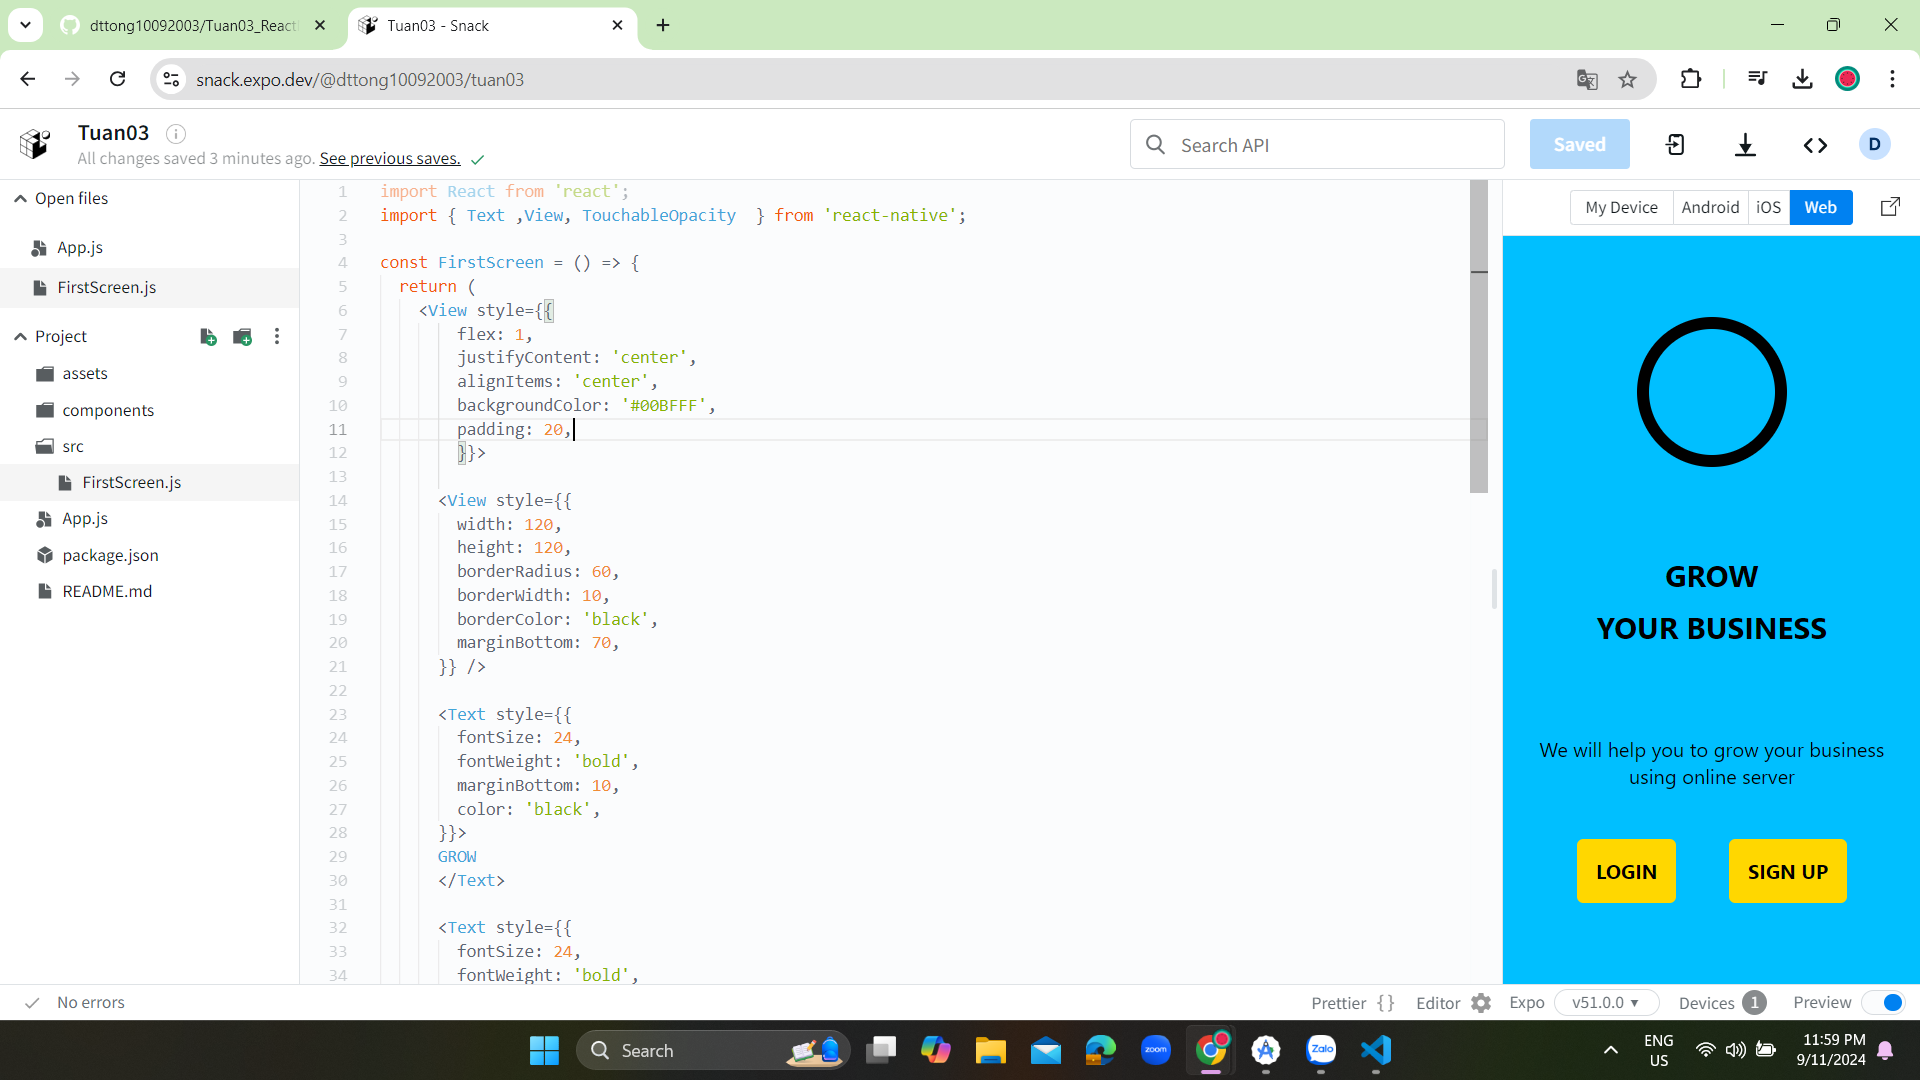 dttong10092003/Tuan03_React
Tuan03 - Snack
snack.expo.dev/@dttong10092003/tuan03
Tuan03
All changes saved 3 minutes ago. See previous saves.
Search API
Saved
D
Open files
App.js
FirstScreen.js
Project
assets
components
src
FirstScreen.js
App.js
package.json
README.md
1 import React from 'react';
2 import { Text ,View, TouchableOpacity  } from 'react-native';
3
4 const FirstScreen = () => {
5 return (
6 <View style={{
7 flex: 1,
8 justifyContent: 'center',
9 alignItems: 'center',
10 backgroundColor: '#00BFFF',
11 padding: 20,
12 }}>
13
14 <View style={{
15 width: 120,
16 height: 120,
17 borderRadius: 60,
18 borderWidth: 10,
19 borderColor: 'black',
20 marginBottom: 70,
21 }} />
22
23 <Text style={{
24 fontSize: 24,
25 fontWeight: 'bold',
26 marginBottom: 10,
27 color: 'black',
28 }}>
29 GROW
30 </Text>
31
32 <Text style={{
33 fontSize: 24,
34 fontWeight: 'bold',
My Device Android iOS Web
GROW
YOUR BUSINESS
We will help you to grow your business
using online server
LOGIN SIGN UP
No errors
Prettier { } Editor Expo v51.0.0 Devices 1 Preview
Search
zoom
Zalo
ENG
US
11:59 PM
9/11/2024